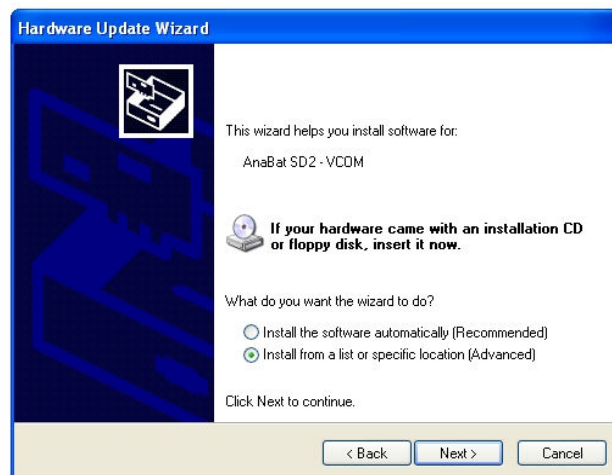 Hardware Update Wizard
This wizard helps you install software for:
AnaBat SD2 - VCOM
If your hardware came with an installation CD
or floppy disk, insert it now.
What do you want the wizard to do?
Install the software automatically (Recommended)
Install from a list or specific location (Advanced)
Click Next to continue.
< Back Next > Cancel